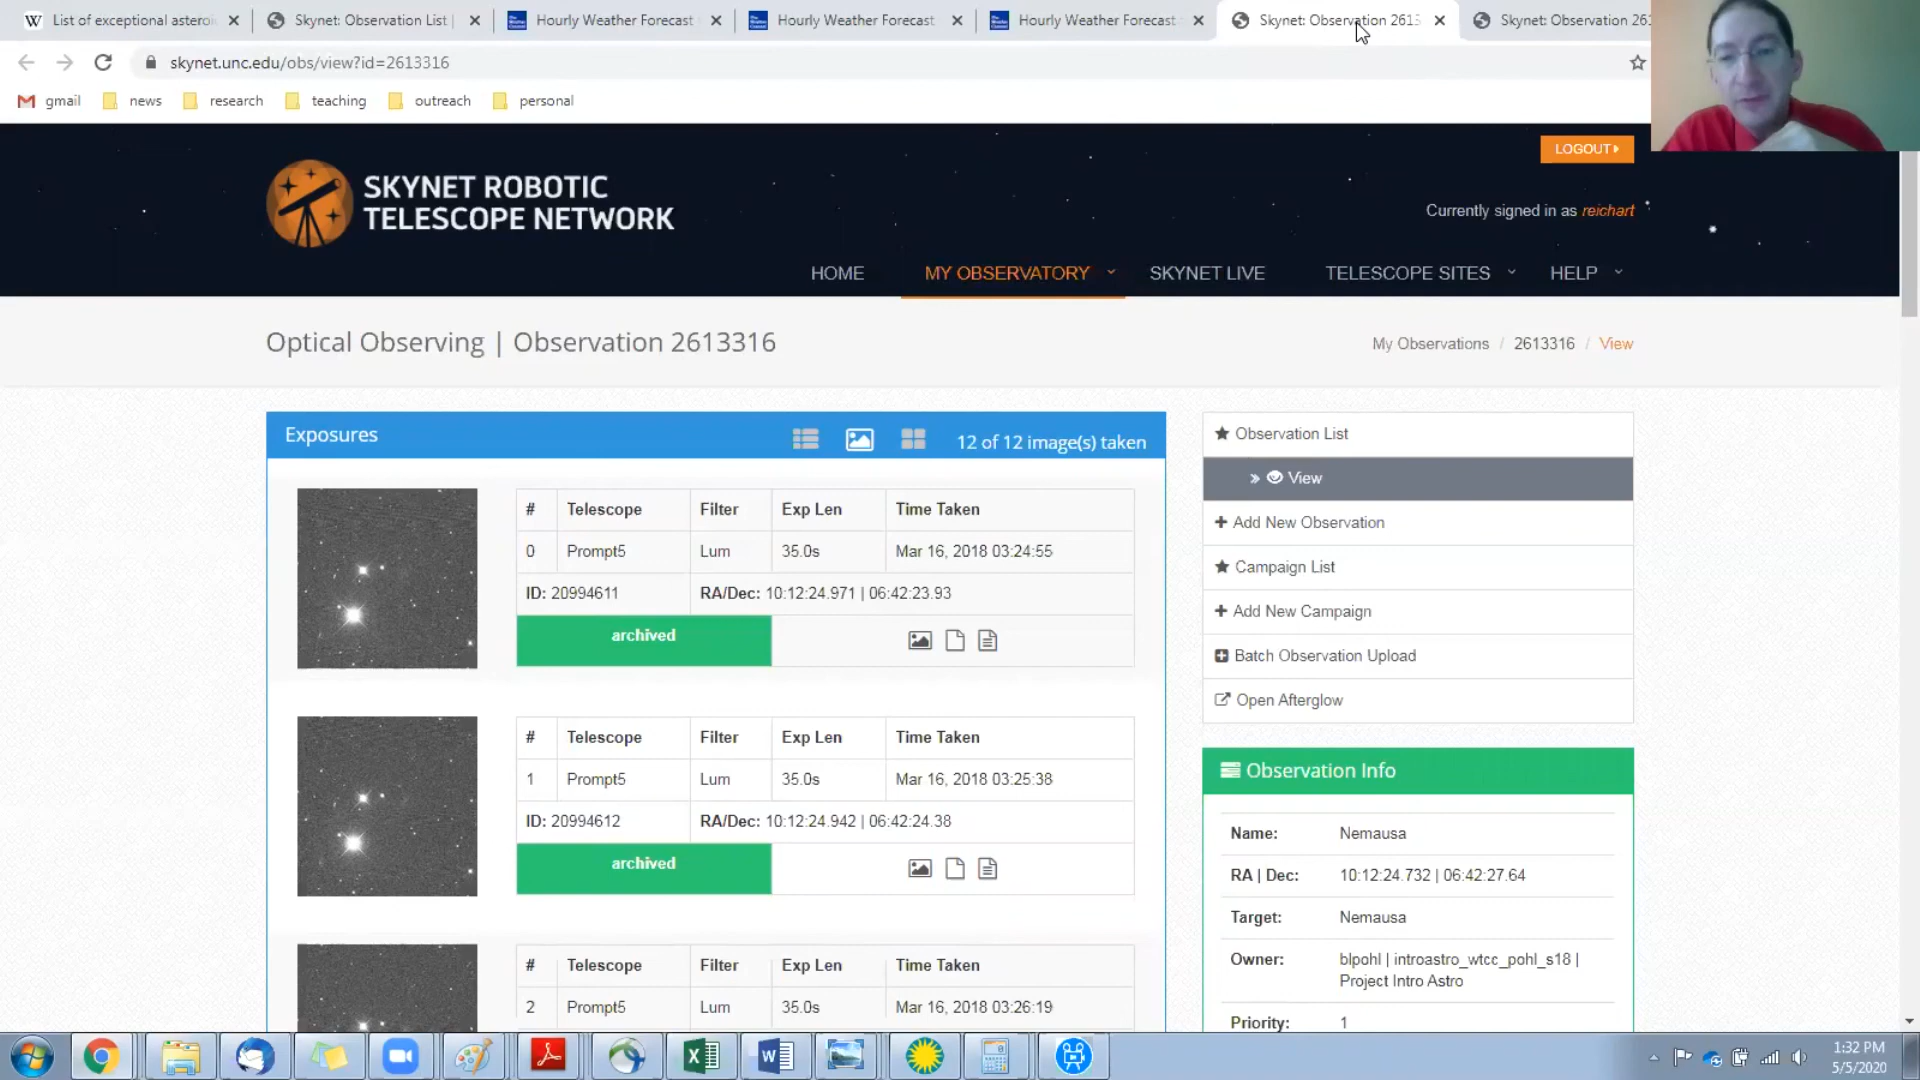 List of exceptional asteroi
Skynet: Observation List |
Hourly Weather Forecast
Hourly Weather Forecast
Hourly Weather Forecast
Skynet: Observation 2613
Skynet: Observation 261
skynet.unc.edu/obs/view?id=2613316
gmail
news
research
teaching
outreach
personal
LOGOUT
SKYNET ROBOTIC
TELESCOPE NETWORK
Currently signed in as reichart
HOME
MY OBSERVATORY
SKYNET LIVE
TELESCOPE SITES
HELP
Optical Observing | Observation 2613316
My Observations / 2613316 / View
Exposures
12 of 12 image(s) taken
# Telescope Filter Exp Len Time Taken
0 Prompt5 Lum 35.0s Mar 16, 2018 03:24:55
ID: 20994611 RA/Dec: 10:12:24.971 | 06:42:23.93
archived
# Telescope Filter Exp Len Time Taken
1 Prompt5 Lum 35.0s Mar 16, 2018 03:25:38
ID: 20994612 RA/Dec: 10:12:24.942 | 06:42:24.38
archived
# Telescope Filter Exp Len Time Taken
2 Prompt5 Lum 35.0s Mar 16, 2018 03:26:19
Observation List
» View
Add New Observation
Campaign List
Add New Campaign
Batch Observation Upload
Open Afterglow
Observation Info
Name: Nemausa
RA | Dec: 10:12:24.732 | 06:42:27.64
Target: Nemausa
Owner: blpohl | introastro_wtcc_pohl_s18 |
Project Intro Astro
Priority: 1
1:32 PM
5/5/2020